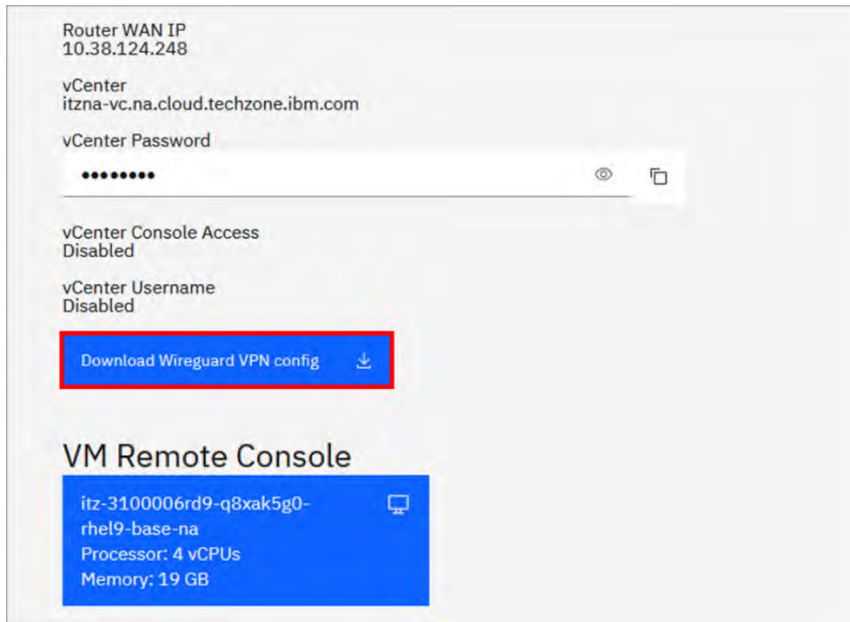 Router WAN IP
10.38.124.248
vCenter
itzna-vc.na.cloud.techzone.ibm.com
vCenter Password
••••••••
vCenter Console Access
Disabled
vCenter Username
Disabled
Download Wireguard VPN config
VM Remote Console
itz-3100006rd9-q8xak5g0-
rhel9-base-na
Processor: 4 vCPUs
Memory: 19 GB